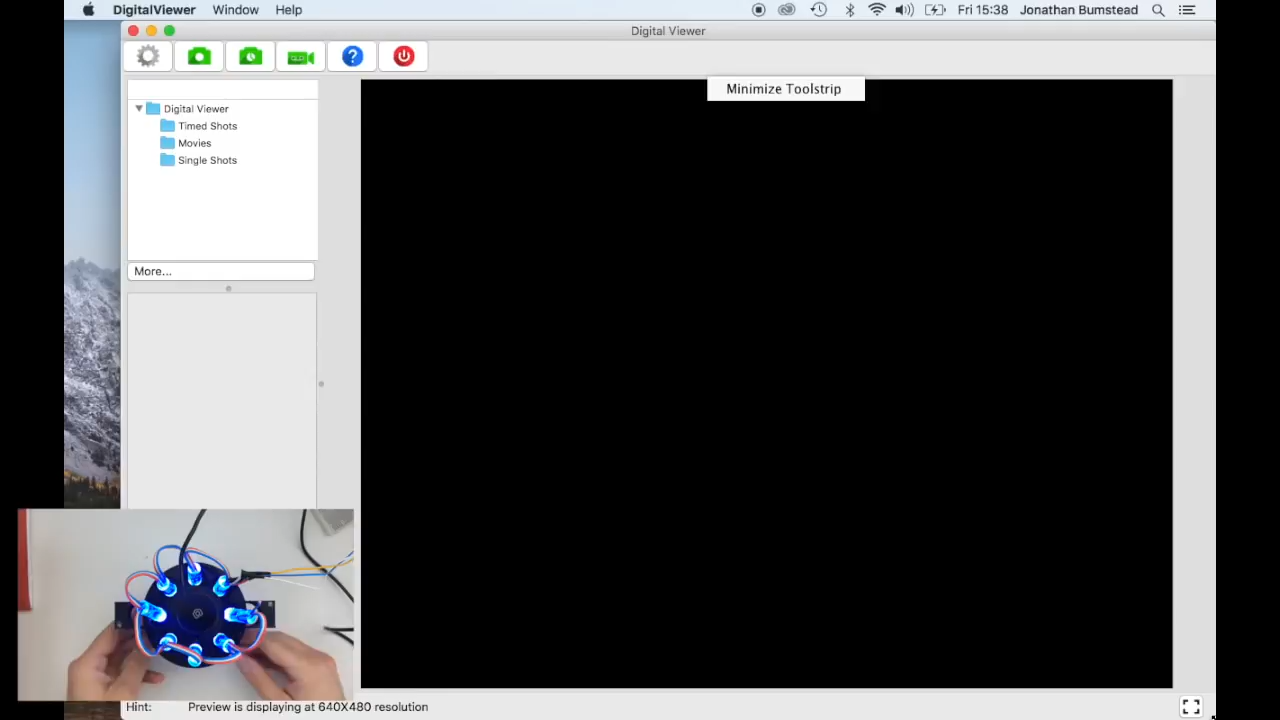 DigitalViewer Window Help Fri 15:38 Jonathan Bumstead
Digital Viewer
Minimize Toolstrip
Digital Viewer
Timed Shots
Movies
Single Shots
More...
Hint: Preview is displaying at 640X480 resolution